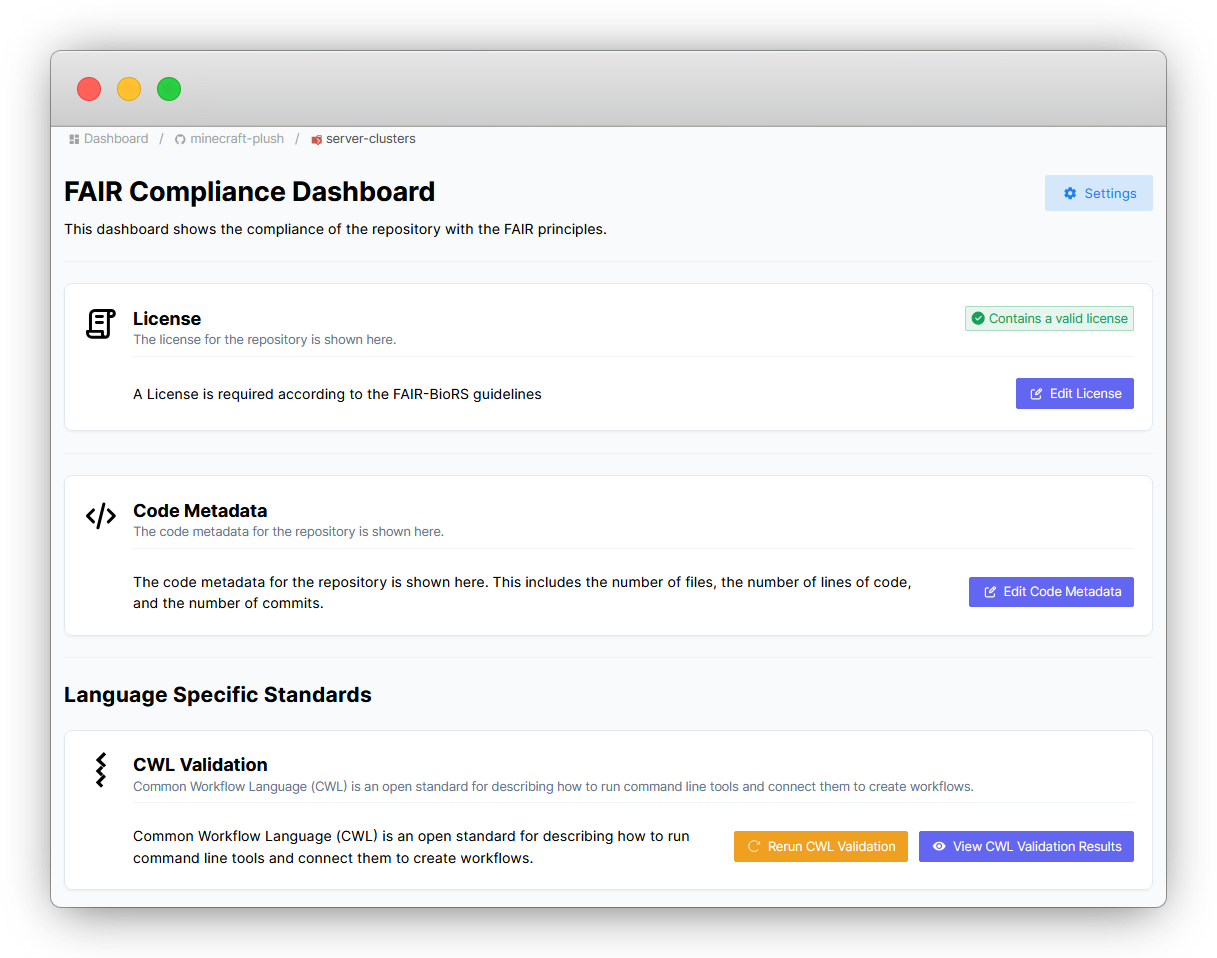 Dashboard / minecraft-plush / server-clusters
FAIR Compliance Dashboard
Settings
This dashboard shows the compliance of the repository with the FAIR principles.
License
Contains a valid license
The license for the repository is shown here.
A License is required according to the FAIR-BioRS guidelines
Edit License
Code Metadata
The code metadata for the repository is shown here.
The code metadata for the repository is shown here. This includes the number of files, the number of lines of code,
and the number of commits.
Edit Code Metadata
Language Specific Standards
CWL Validation
Common Workflow Language (CWL) is an open standard for describing how to run command line tools and connect them to create workflows.
Common Workflow Language (CWL) is an open standard for describing how to run
command line tools and connect them to create workflows.
Rerun CWL Validation
View CWL Validation Results